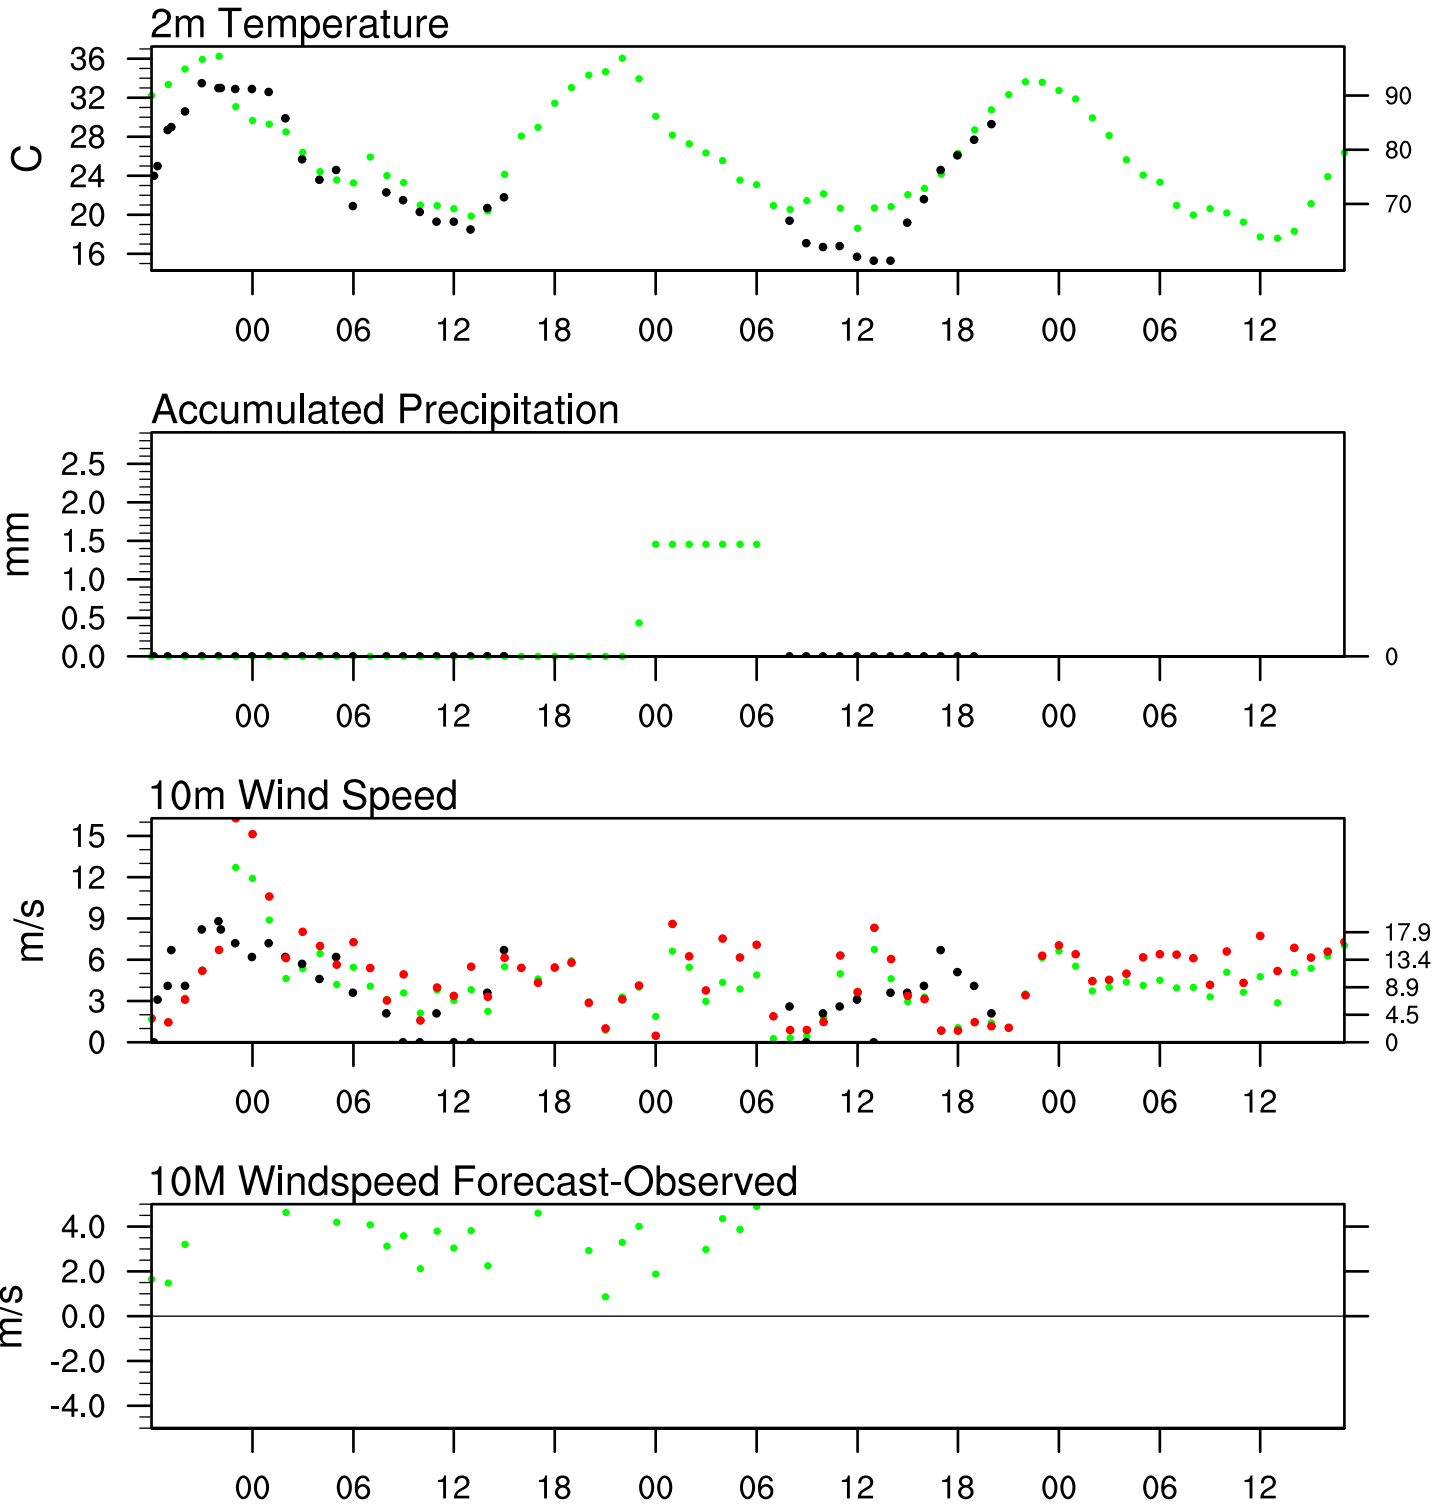 2m Temperature
36
32
28
24
20
16
C
90
80
70
00 06 12 18 00 06 12 18 00 06 12
Accumulated Precipitation
2.5
2.0
1.5
1.0
0.5
0.0
mm
0
00 06 12 18 00 06 12 18 00 06 12
10m Wind Speed
15
12
9
6
3
0
m/s
17.9
13.4
8.9
4.5
0
00 06 12 18 00 06 12 18 00 06 12
10M Windspeed Forecast-Observed
4.0
2.0
0.0
-2.0
-4.0
m/s
00 06 12 18 00 06 12 18 00 06 12